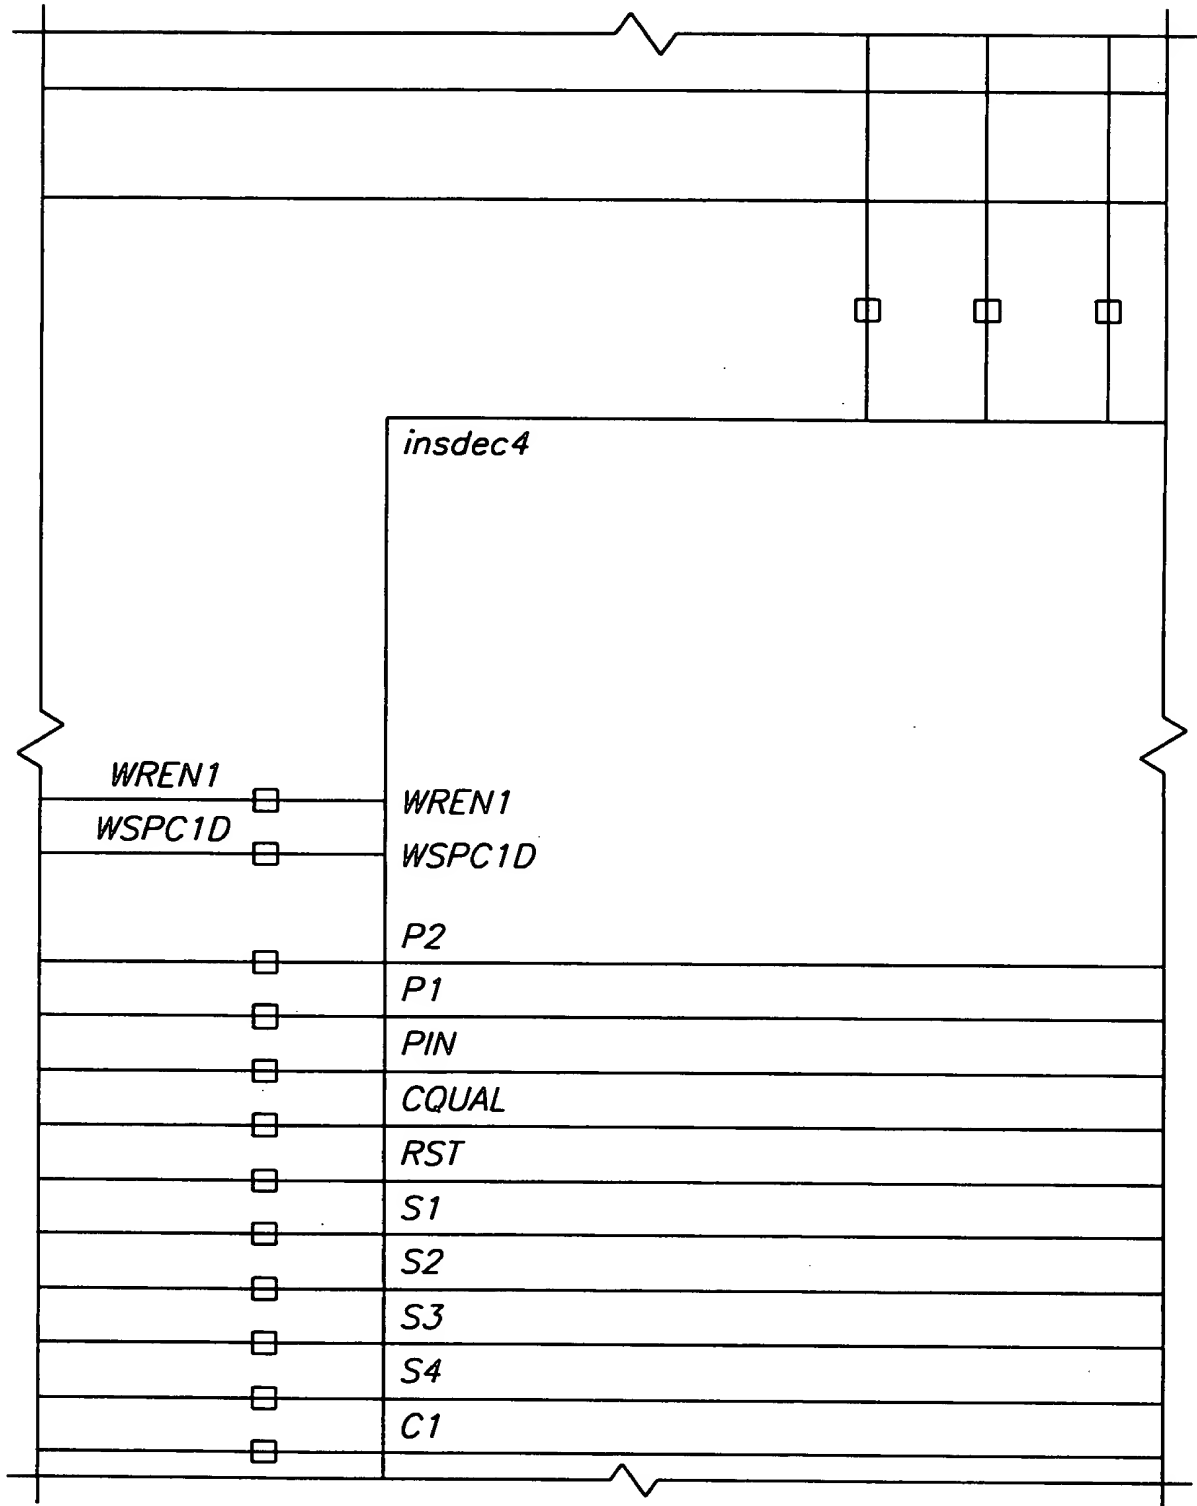 insdec4
WREN1
WREN1
WSPC1D
WSPC1D
P2
P1
PIN
CQUAL
RST
S1
S2
S3
S4
C1